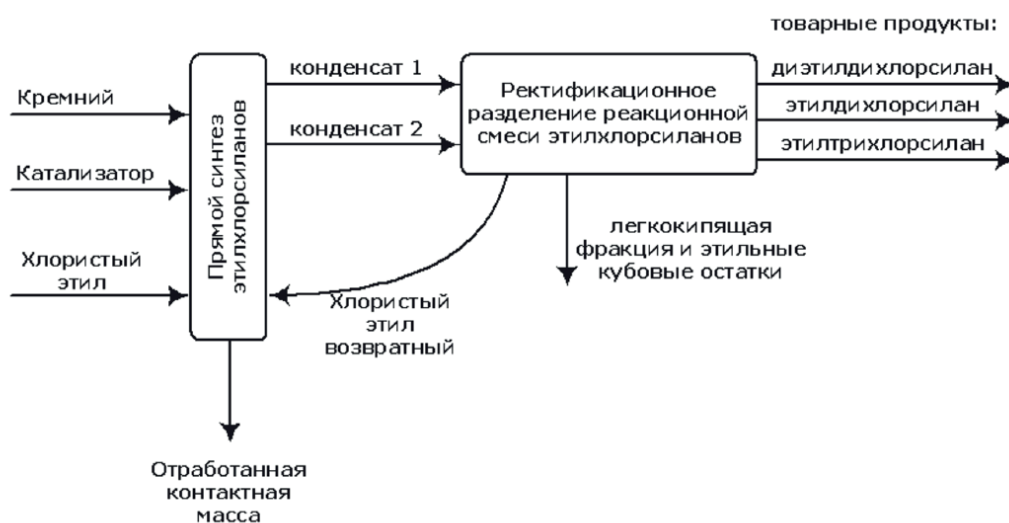 товарные продукты:
Кремний
Катализатор
Хлористый
этил
Прямой синтез
этилхлорсиланов
конденсат 1
конденсат 2
Ректификационное
разделение реакционной
смеси этилхлорсиланов
диэтилдихлорсилан
этилдихлорсилан
этилтрихлорсилан
легкокипящая
фракция и этильные
кубовые остатки
Хлористый
этил
возвратный
Отработанная
контактная
масса